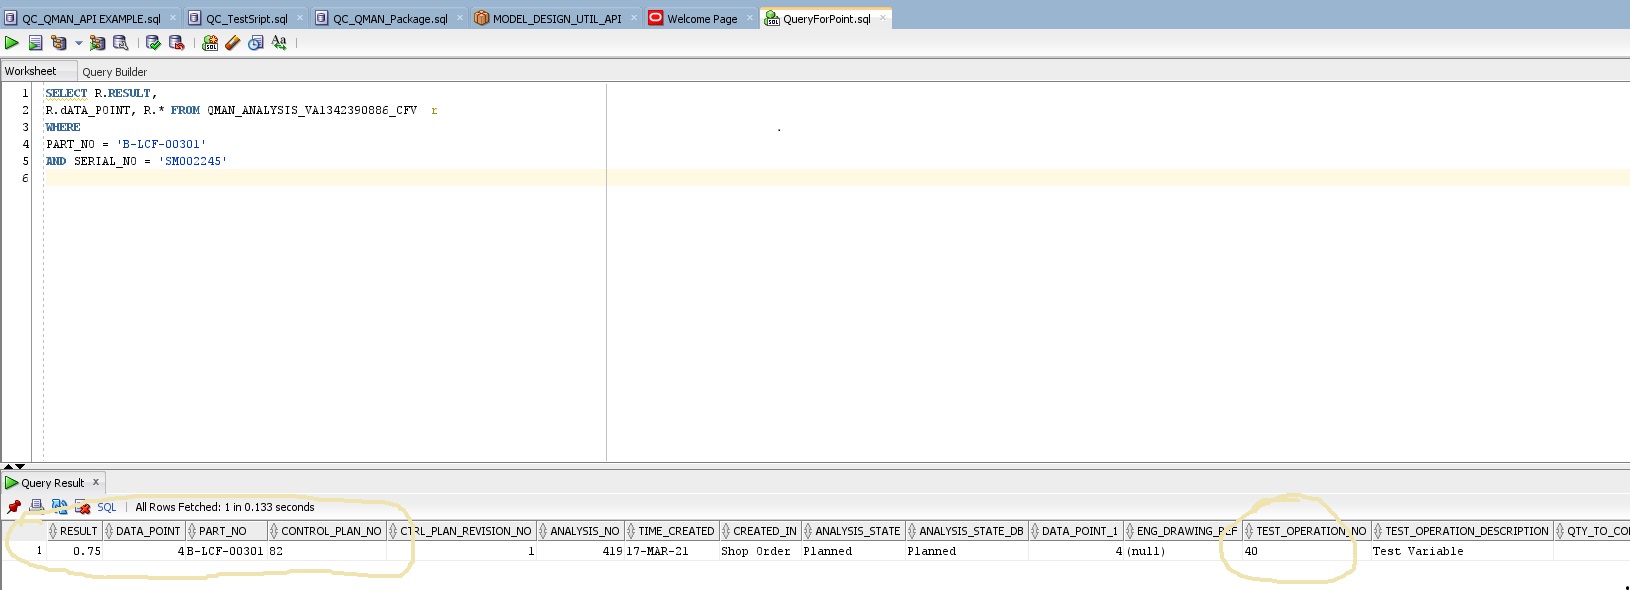 QC_QMAN_API EXAMPLE.sql QC_TestSript.sql QC_QMAN_Package.sql MODEL_DESIGN_UTIL_API Welcome Page QueryForPoint.sql
Worksheet Query Builder
1 SELECT R.RESULT,
2 R.dATA_POINT, R.* FROM QMAN_ANALYSIS_VA1342390886_CFV r
3 WHERE
4 PART_NO = 'B-LCF-00301'
5 AND SERIAL_NO = 'SM002245'
6
Query Result x
SQL All Rows Fetched: 1 in 0.133 seconds
RESULT DATA_POINT PART_NO CONTROL_PLAN_NO CTRL_PLAN_REVISION_NO ANALYSIS_NO TIME_CREATED CREATED_IN ANALYSIS_STATE ANALYSIS_STATE_DB DATA_POINT_1 ENG_DRAWING_REF TEST_OPERATION_NO TEST_OPERATION_DESCRIPTION QTY_TO_CO
1 0.75 4 B-LCF-00301 82 1 419 17-MAR-21 Shop Order Planned Planned 4 (null) 40 Test Variable